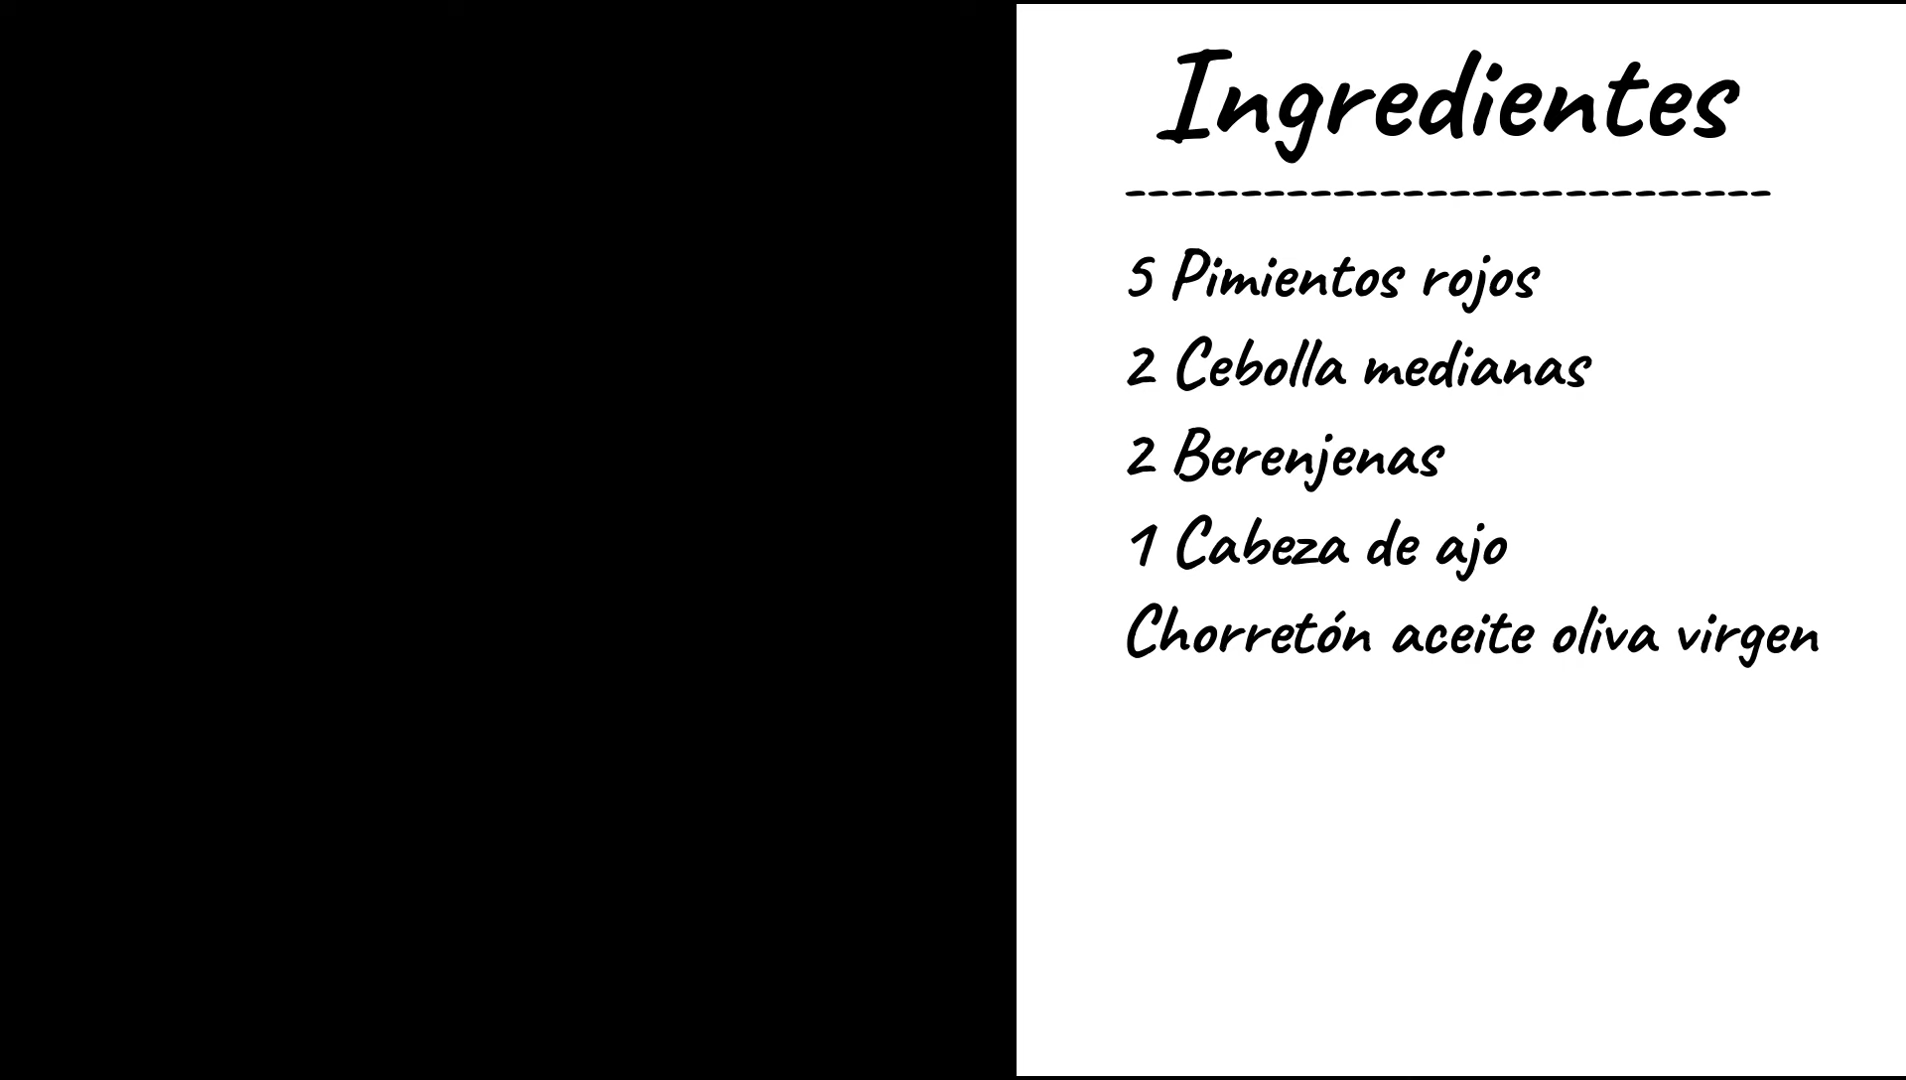 Ingredientes
----------------------------
5 Pimientos rojos
2 Cebolla medianas
2 Berenjenas
1 Cabeza de ajo
Chorretón aceite oliva virgen